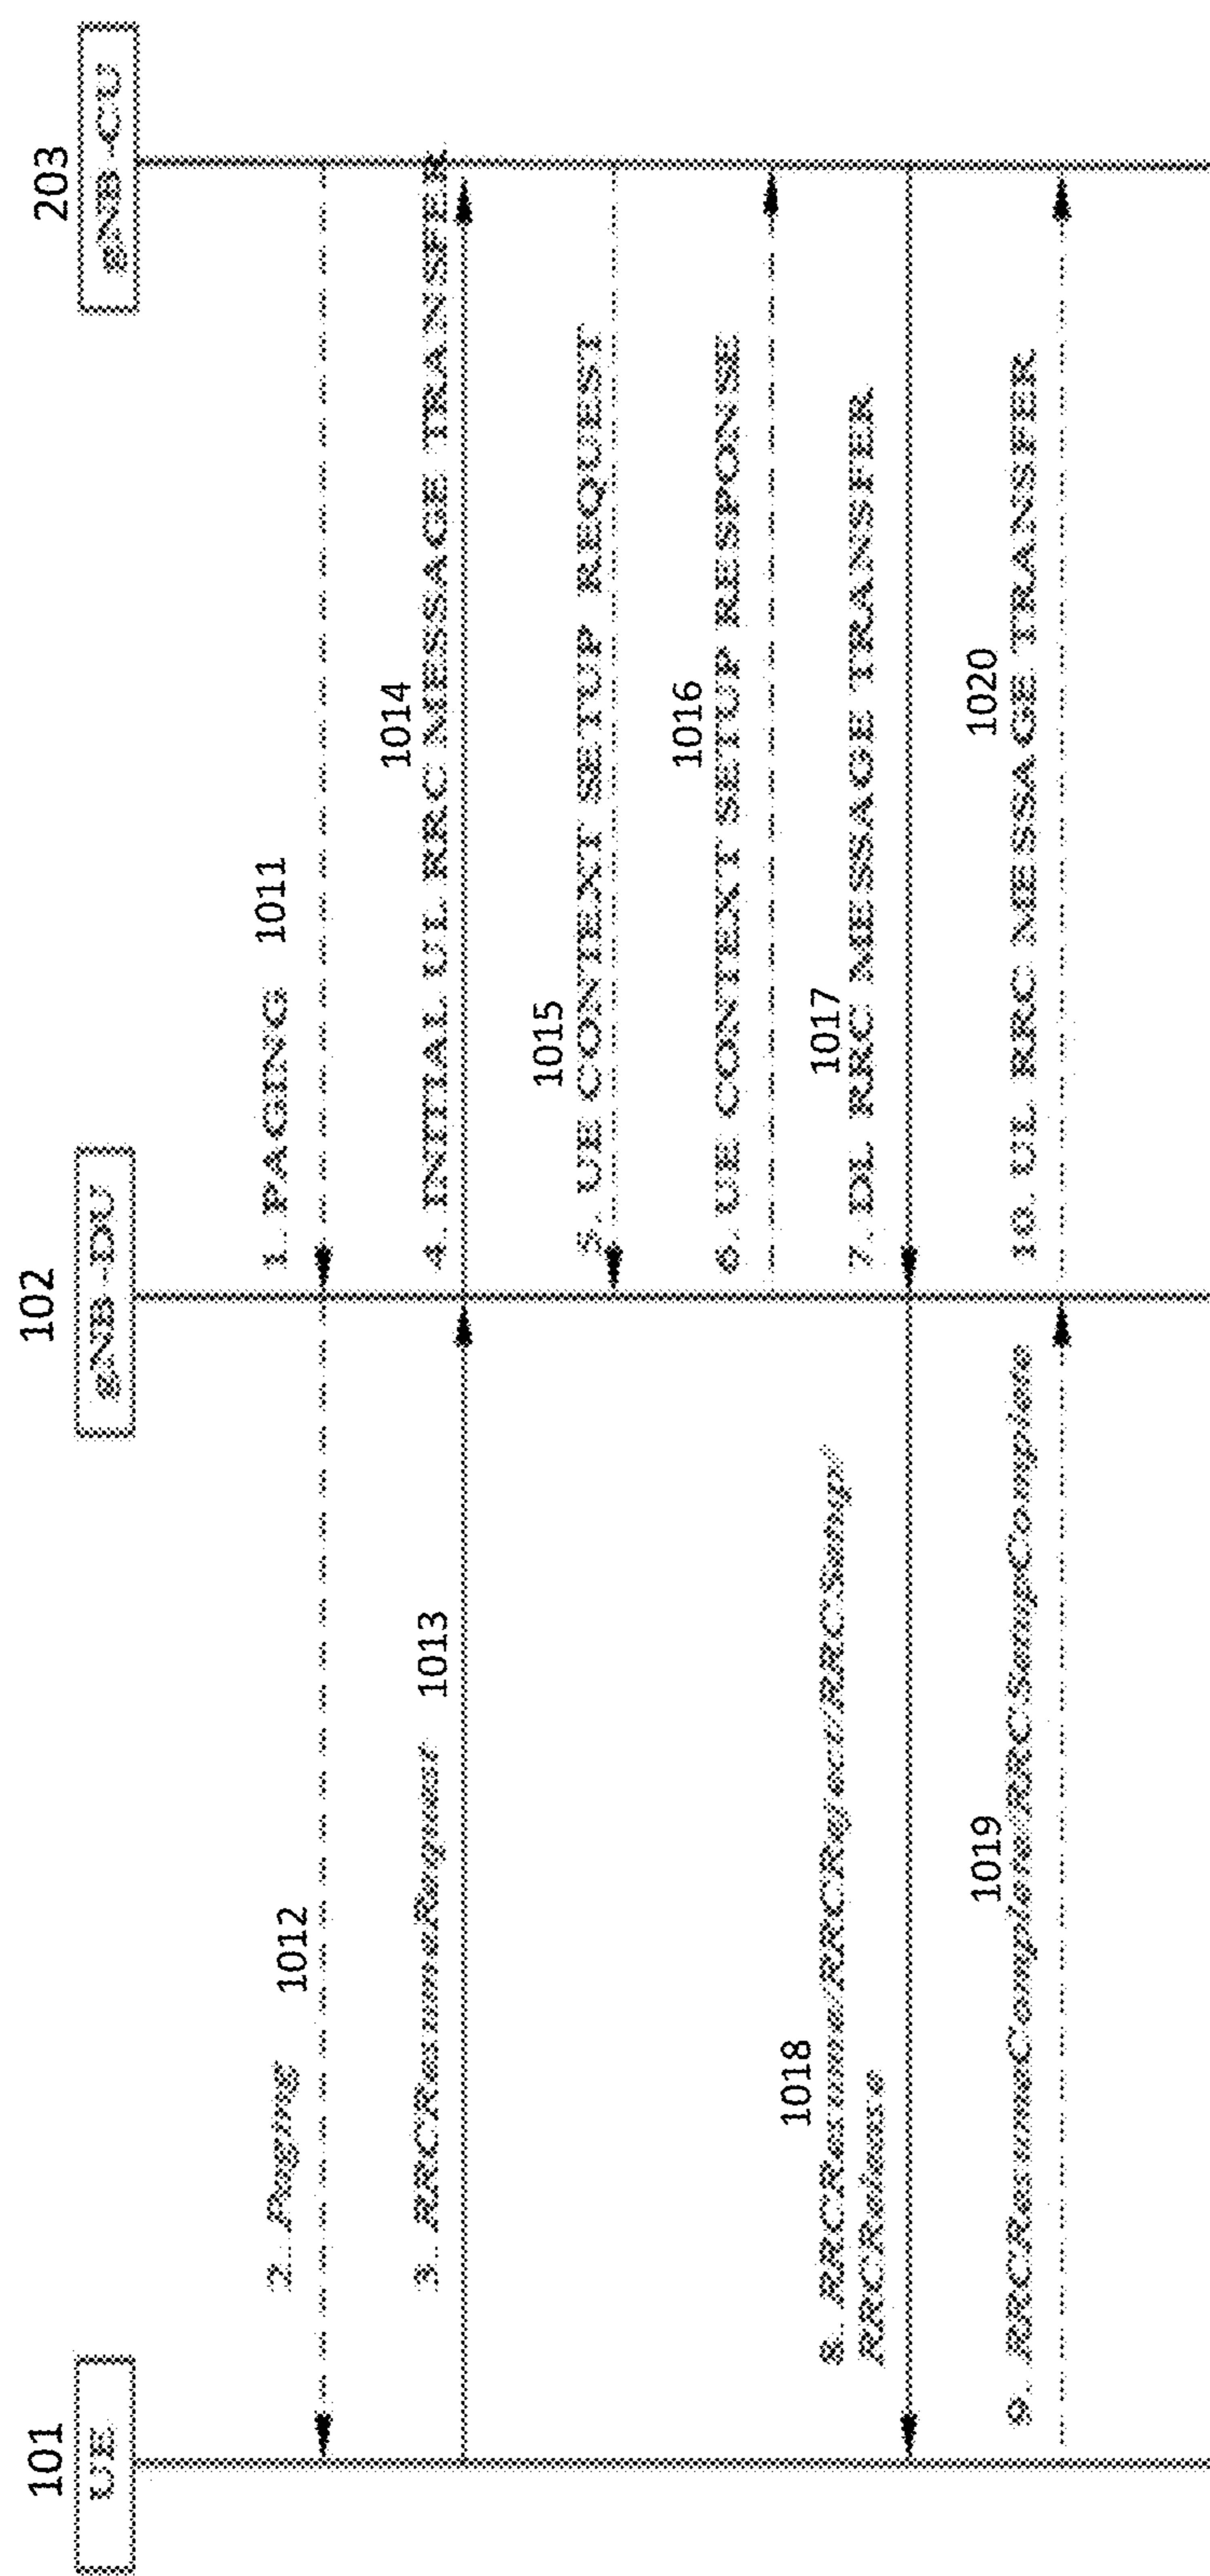 101
UE
102
gNB-DU
203
gNB-CU
1. PAGING 1011
2. Paging 1012
3. RRCResumeRequest 1013
1014
4. INITIAL UL RRC MESSAGE TRANSFER
1015
5. UE CONTEXT SETUP REQUEST
1016
6. UE CONTEXT SETUP RESPONSE
1017
7. DL RRC MESSAGE TRANSFER
1018
8. RRCResume/RRCReject/RRCSetup/
RRCRelease
1019
9. RRCResumeComplete/RRCSetupComplete
1020
10. UL RRC MESSAGE TRANSFER